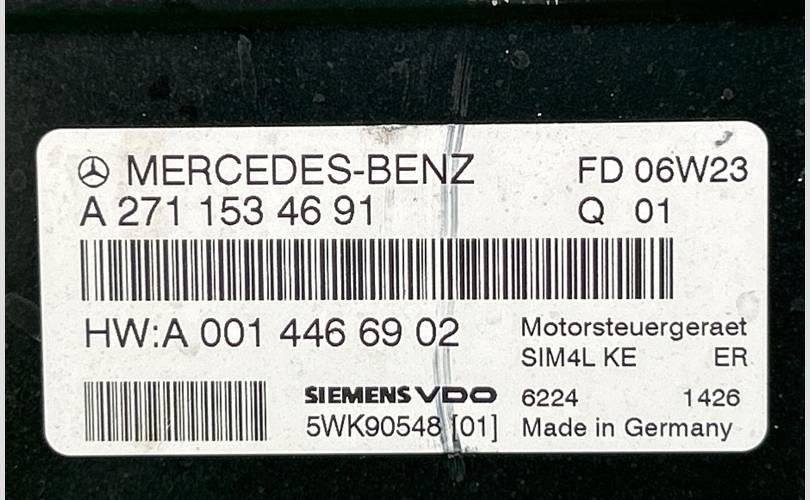 MERCEDES-BENZ FD 06W23
A 271 153 46 91 Q 01
HW:A 001 446 69 02
Motorsteuergeraet
SIM4L KE ER
SIEMENS VDO 6224 1426
5WK90548 [01] Made in Germany